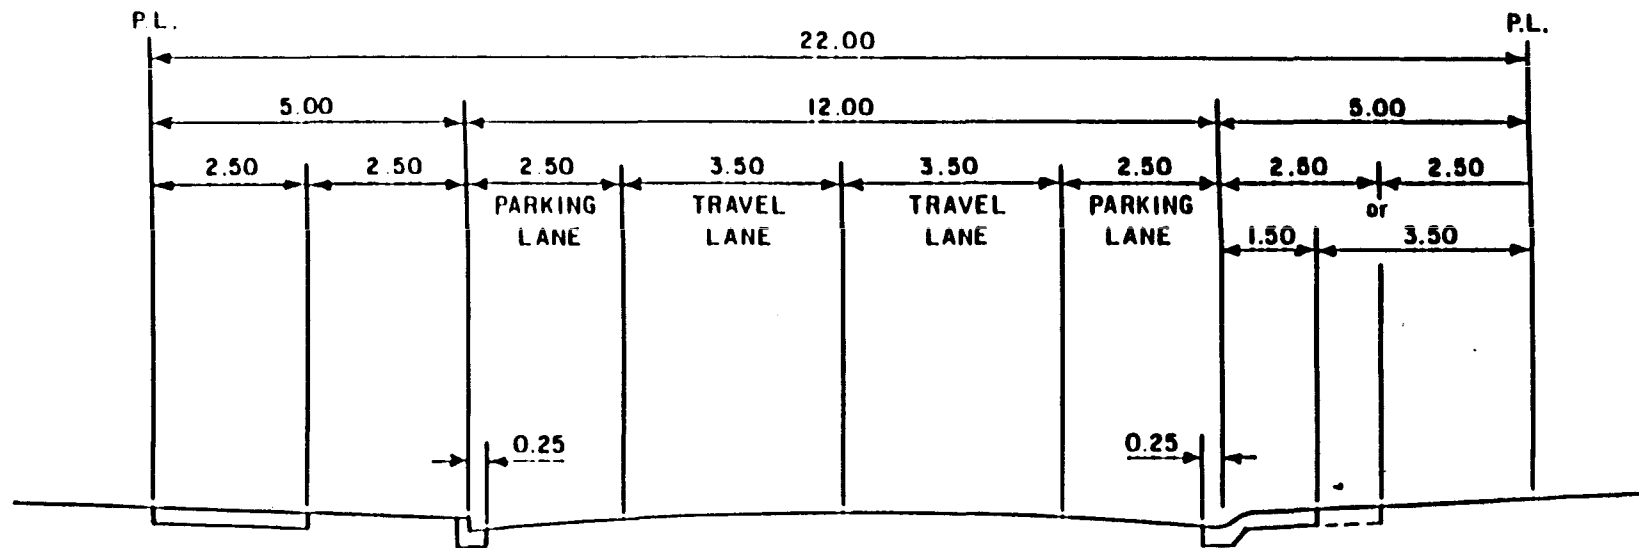 P.L. P.L.
22.00
5.00 12.00 5.00
2.50 2.50 2.50 3.50 3.50 2.50 2.50 2.50
PARKING TRAVEL TRAVEL PARKING or
LANE LANE LANE LANE 1.50 3.50
0.25 0.25